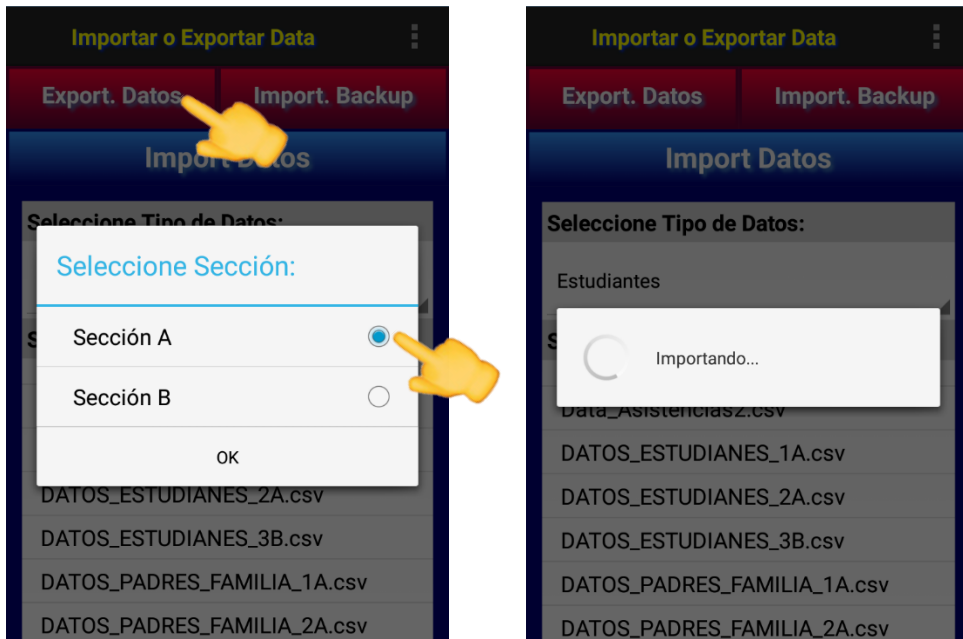 Importar o Exportar Data
Export. Datos
Import. Backup
Import Datos
Seleccione Tipo de Datos:
Seleccione Sección:
Sección A
Sección B
OK
DATOS_ESTUDIANES_2A.csv
DATOS_ESTUDIANES_3B.csv
DATOS_PADRES_FAMILIA_1A.csv
DATOS_PADRES_FAMILIA_2A.csv
Importar o Exportar Data
Export. Datos
Import. Backup
Import Datos
Seleccione Tipo de Datos:
Estudiantes
Importando...
Data_Asistencias2.csv
DATOS_ESTUDIANES_1A.csv
DATOS_ESTUDIANES_2A.csv
DATOS_ESTUDIANES_3B.csv
DATOS_PADRES_FAMILIA_1A.csv
DATOS_PADRES_FAMILIA_2A.csv